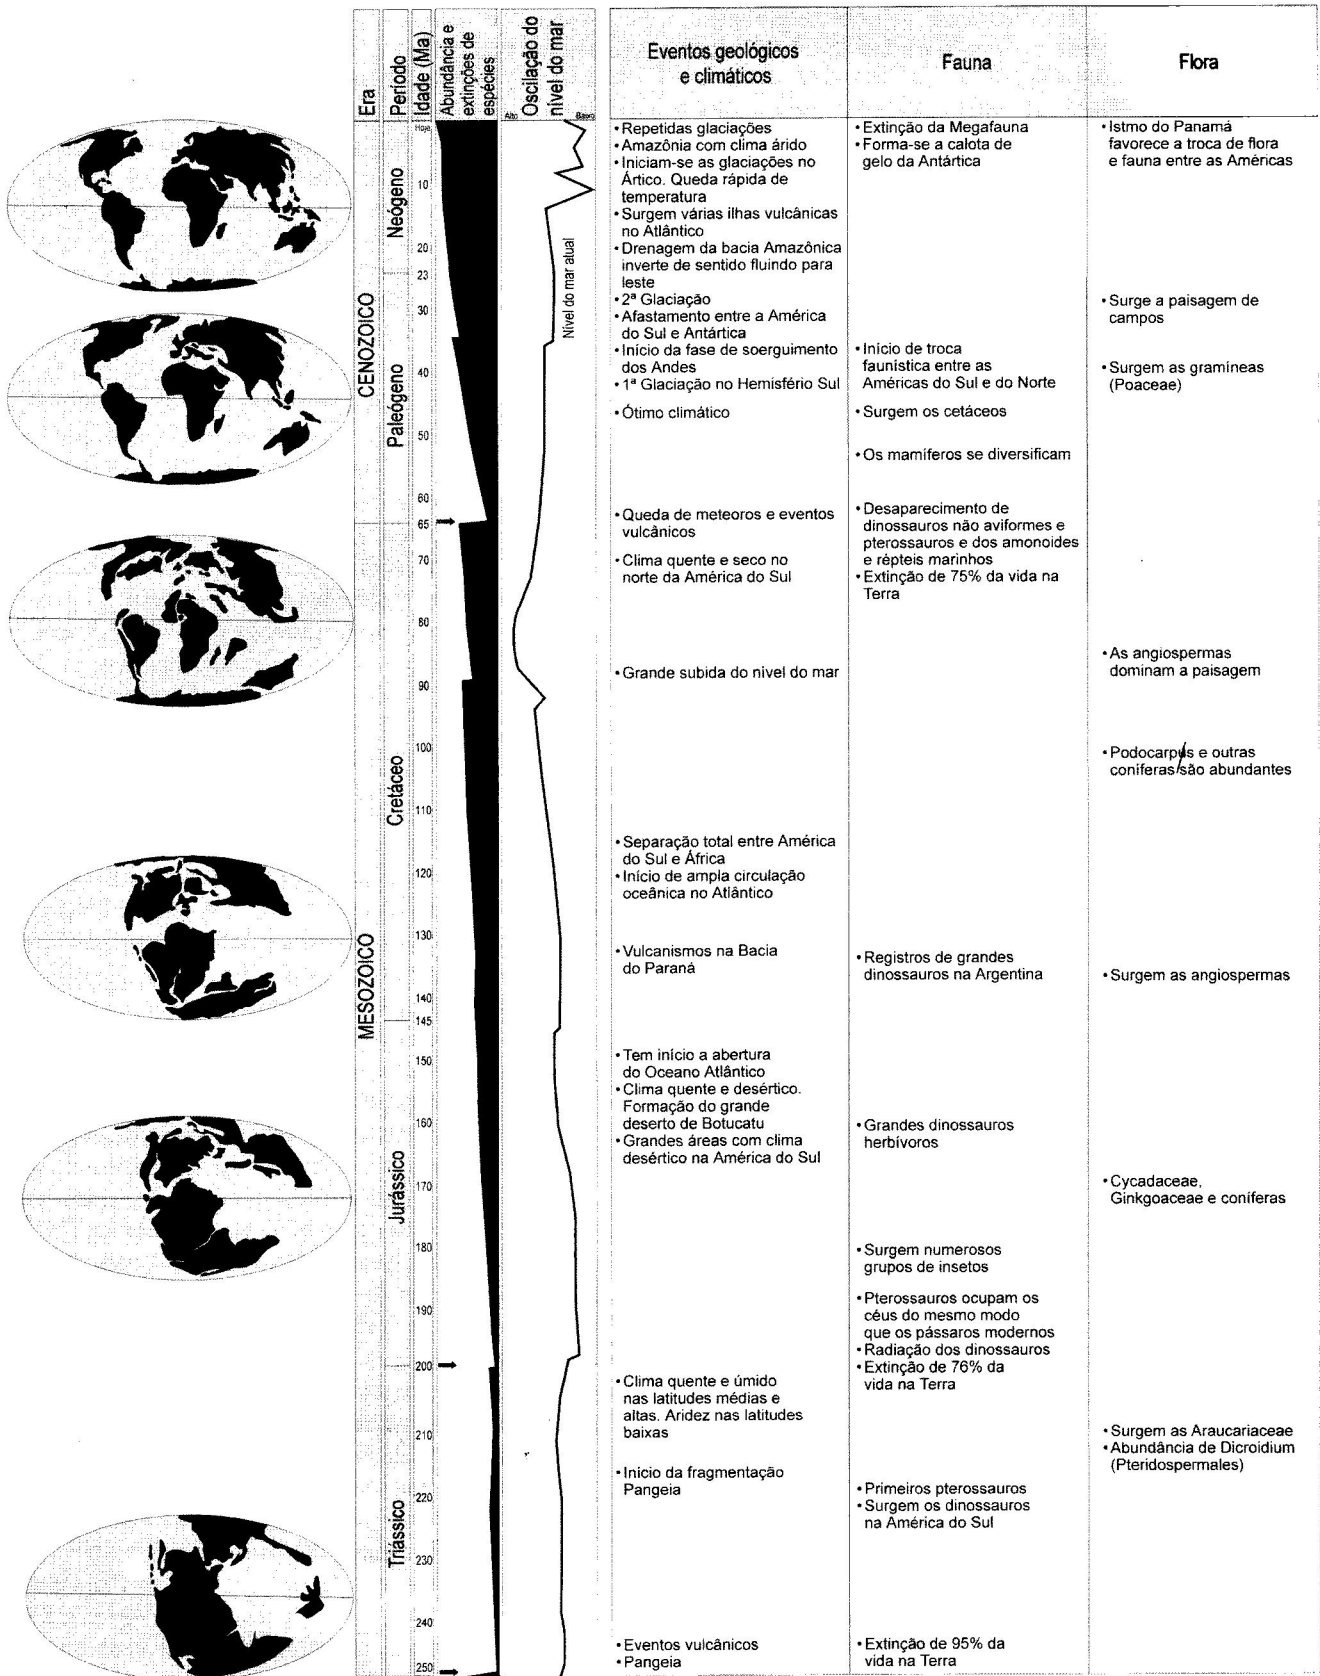 Era
Período
Idade (Ma)
Abundância e
extinções de
espécies
Oscilação do
nível do mar
Alto
Baixo
Eventos geológicos
e climáticos
Fauna
Flora
CENOZOICO
MESOZOICO
Neógeno
Paleógeno
Cretáceo
Jurássico
Triássico
Hoje
10
20
23
30
40
50
60
65
70
80
90
100
110
120
130
140
145
150
160
170
180
190
200
210
220
230
240
250
Nível do mar atual
• Repetidas glaciações
• Amazônia com clima árido
• Iniciam-se as glaciações no
Ártico. Queda rápida de
temperatura
• Surgem várias ilhas vulcânicas
no Atlântico
• Drenagem da bacia Amazônica
inverte de sentido fluindo para
leste
• 2ª Glaciação
• Afastamento entre a América
do Sul e Antártica
• Início da fase de soerguimento
dos Andes
• 1ª Glaciação no Hemisfério Sul
• Ótimo climático
• Queda de meteoros e eventos
vulcânicos
• Clima quente e seco no
norte da América do Sul
• Grande subida do nível do mar
• Separação total entre América
do Sul e África
• Início de ampla circulação
oceânica no Atlântico
• Vulcanismos na Bacia
do Paraná
• Tem início a abertura
do Oceano Atlântico
• Clima quente e desértico.
Formação do grande
deserto de Botucatu
• Grandes áreas com clima
desértico na América do Sul
• Clima quente e úmido
nas latitudes médias e
altas. Aridez nas latitudes
baixas
• Início da fragmentação
Pangeia
• Eventos vulcânicos
• Pangeia
• Extinção da Megafauna
• Forma-se a calota de
gelo da Antártica
• Início de troca
faunística entre as
Américas do Sul e do Norte
• Surgem os cetáceos
• Os mamíferos se diversificam
• Desaparecimento de
dinossauros não aviformes e
pterossauros e dos amonoides
e répteis marinhos
• Extinção de 75% da vida na
Terra
• Registros de grandes
dinossauros na Argentina
• Grandes dinossauros
herbívoros
• Surgem numerosos
grupos de insetos
• Pterossauros ocupam os
céus do mesmo modo
que os pássaros modernos
• Radiação dos dinossauros
• Extinção de 76% da
vida na Terra
• Primeiros pterossauros
• Surgem os dinossauros
na América do Sul
• Extinção de 95% da
vida na Terra
• Istmo do Panamá
favorece a troca de flora
e fauna entre as Américas
• Surge a paisagem de
campos
• Surgem as gramíneas
(Poaceae)
• As angiospermas
dominam a paisagem
• Podocarpus e outras
coníferas são abundantes
• Surgem as angiospermas
• Cycadaceae,
Ginkgoaceae e coníferas
• Surgem as Araucariaceae
• Abundância de Dicroidium
(Pteridospermales)